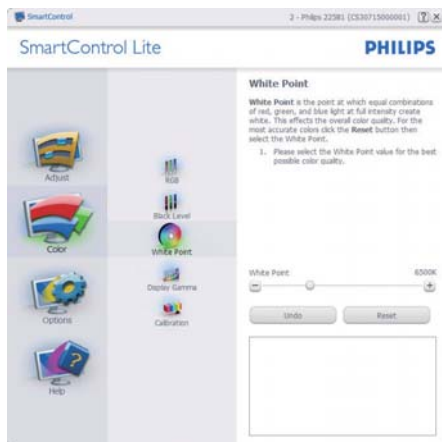 SmartControl
2 - Philips 225B1 (CS30715000001)
SmartControl Lite
PHILIPS
Adjust
Color
Options
Help
RGB
Black Level
White Point
Display Gamma
Calibration
White Point
White Point is the point at which equal combinations
of red, green, and blue light at full intensity create
white. This effects the overall color quality. For the
most accurate colors click the Reset button then
select the White Point.
1. Please select the White Point value for the best
possible color quality.
White Point
6500K
Undo
Reset